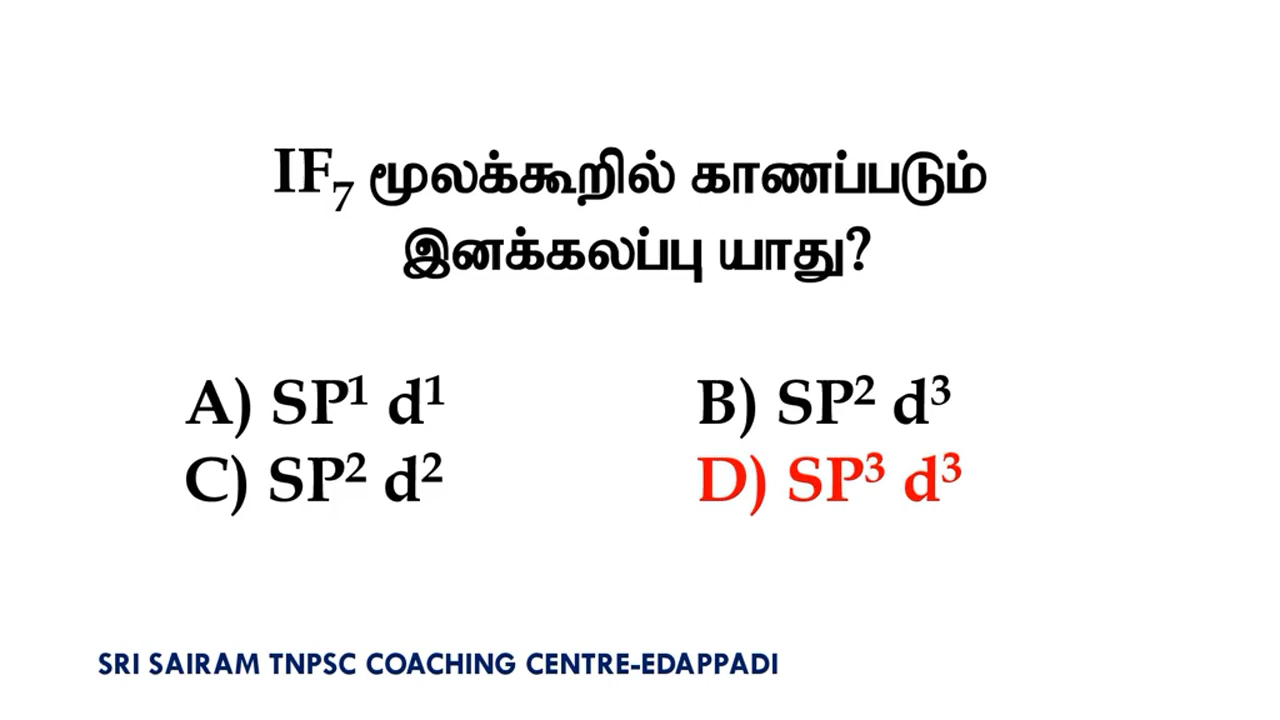 IF₇ மூலக்கூறில் காணப்படும்
இனக்கலப்பு யாது?
A) SP¹ d¹ B) SP² d³
C) SP² d² D) SP³ d³
SRI SAIRAM TNPSC COACHING CENTRE-EDAPPADI